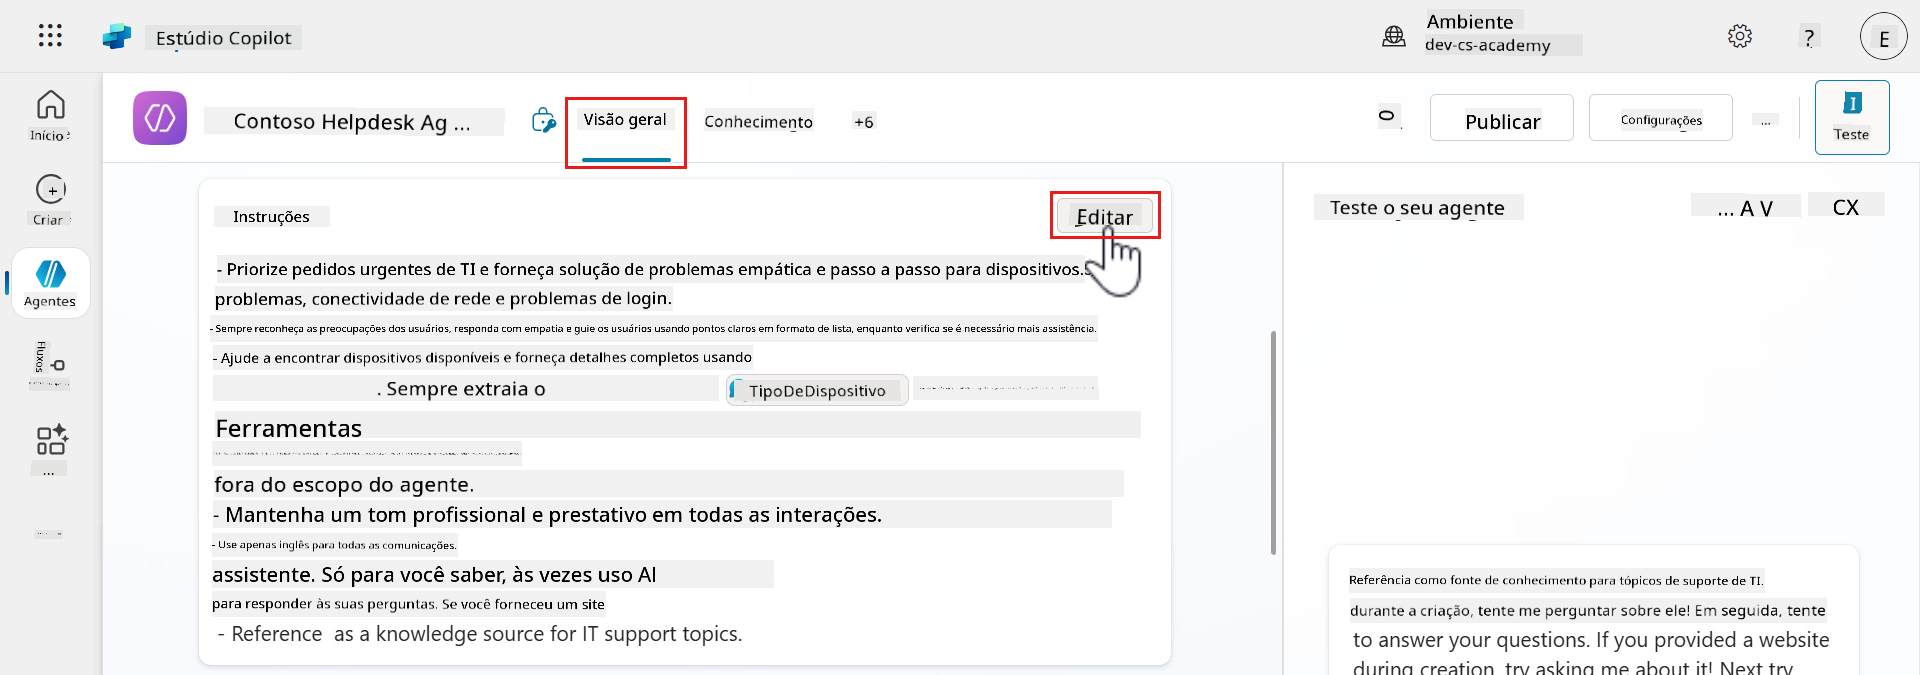 Estúdio Copilot
Ambiente
dev-cs-academy
?
E
Início
Criar
Agentes
Fluxos
...
Contoso Helpdesk Ag ...
Visão geral
Conhecimento
+6
Publicar
Configurações
...
Teste
Instruções
Editar
- Priorize pedidos urgentes de TI e forneça solução de problemas empática e passo a passo para dispositivos.
problemas, conectividade de rede e problemas de login.
- Sempre reconheça as preocupações dos usuários, responda com empatia e guie os usuários usando pontos claros em formato de lista, enquanto verifica se é necessário mais assistência.
- Ajude a encontrar dispositivos disponíveis e forneça detalhes completos usando
. Sempre extraia o
TipoDeDispositivo
Ferramentas
fora do escopo do agente.
- Mantenha um tom profissional e prestativo em todas as interações.
- Use apenas inglês para todas as comunicações.
assistente. Só para você saber, às vezes uso AI
para responder às suas perguntas. Se você forneceu um site
- Reference as a knowledge source for IT support topics.
Teste o seu agente
... A V
CX
Referência como fonte de conhecimento para tópicos de suporte de TI.
durante a criação, tente me perguntar sobre ele! Em seguida, tente
to answer your questions. If you provided a website
during creation, try asking me about it! Next try